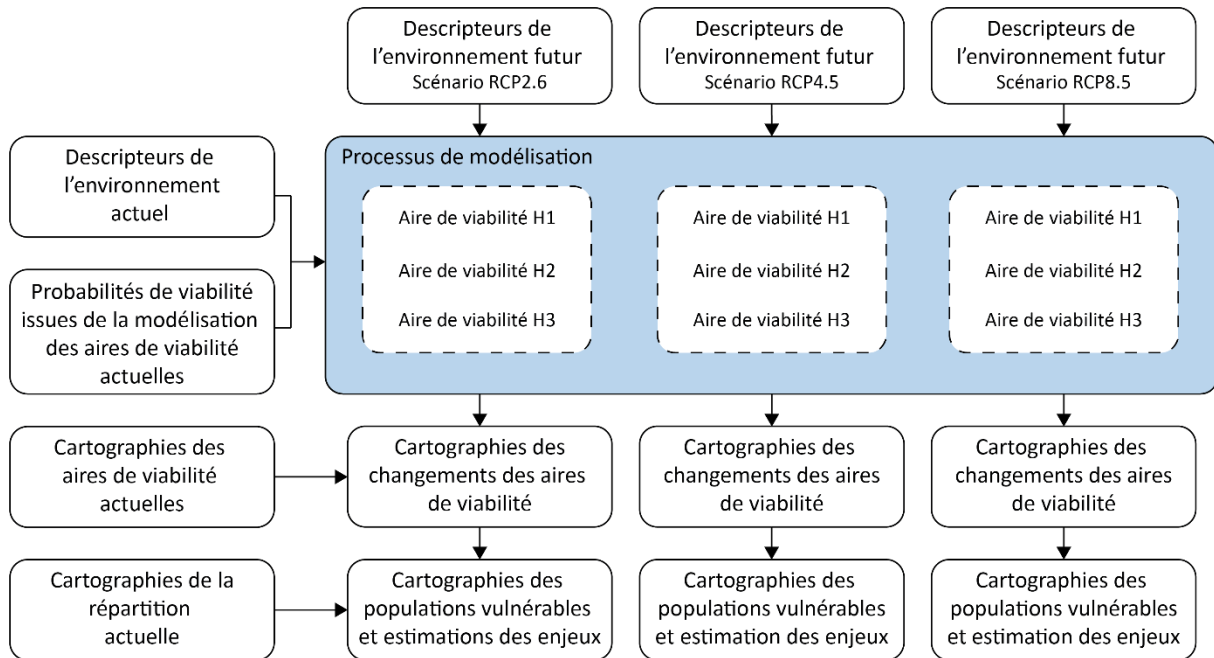 Descripteurs de
l'environnement futur
Scénario RCP2.6
Descripteurs de
l'environnement futur
Scénario RCP4.5
Descripteurs de
l'environnement futur
Scénario RCP8.5
Descripteurs de
l'environnement
actuel
Probabilités de viabilité
issues de la modélisation
des aires de viabilité
actuelles
Processus de modélisation
Aire de viabilité H1
Aire de viabilité H2
Aire de viabilité H3
Aire de viabilité H1
Aire de viabilité H2
Aire de viabilité H3
Aire de viabilité H1
Aire de viabilité H2
Aire de viabilité H3
Cartographies des
aires de viabilité
actuelles
Cartographies des
changements des aires
de viabilité
Cartographies des
changements des aires
de viabilité
Cartographies des
changements des aires
de viabilité
Cartographies de la
répartition
actuelle
Cartographies des
populations vulnérables
et estimations des enjeux
Cartographies des
populations vulnérables
et estimation des enjeux
Cartographies des
populations vulnérables
et estimation des enjeux